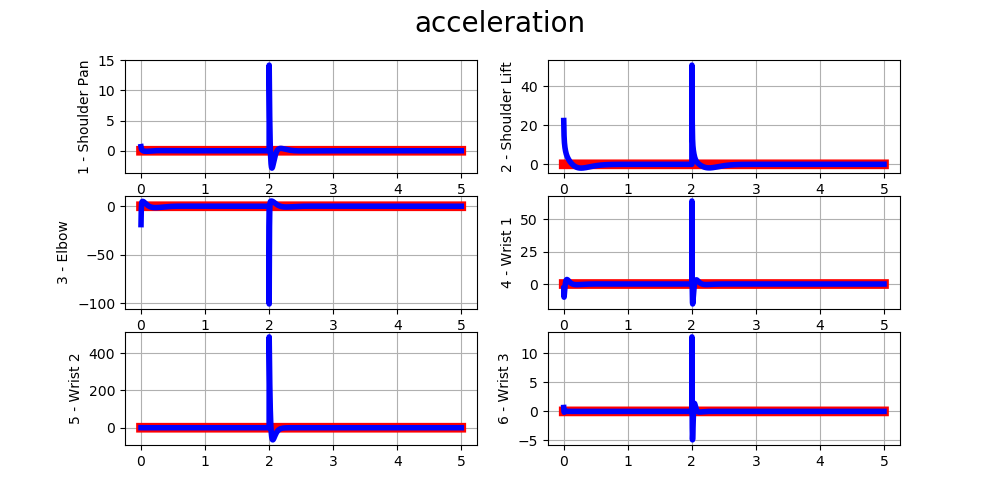 acceleration
1 - Shoulder Pan
15
10
5
0
0 1 2 3 4 5
2 - Shoulder Lift
40
20
0
0 1 2 3 4 5
3 - Elbow
0
−50
−100
0 1 2 3 4 5
4 - Wrist 1
50
25
0
0 1 2 3 4 5
5 - Wrist 2
400
200
0
0 1 2 3 4 5
6 - Wrist 3
10
5
0
−5
0 1 2 3 4 5